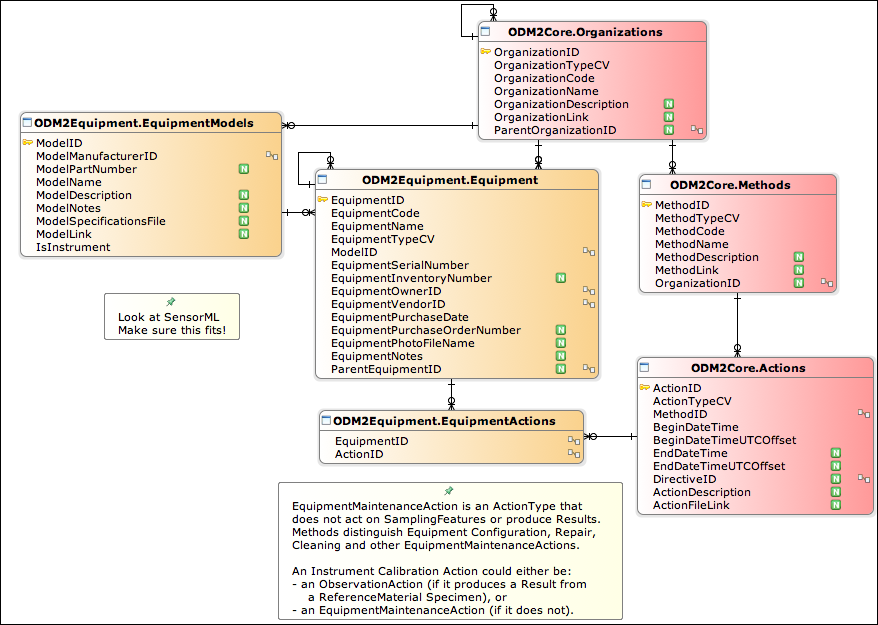 ODM2Core.Organizations
OrganizationID
OrganizationTypeCV
OrganizationCode
OrganizationName
OrganizationDescription N
OrganizationLink N
ParentOrganizationID N
ODM2Equipment.EquipmentModels
ModelID
ModelManufacturerID
ModelPartNumber N
ModelName
ModelDescription N
ModelNotes N
ModelSpecificationsFile N
ModelLink N
IsInstrument
ODM2Equipment.Equipment
EquipmentID
EquipmentCode
EquipmentName
EquipmentTypeCV
ModelID
EquipmentSerialNumber
EquipmentInventoryNumber N
EquipmentOwnerID
EquipmentVendorID
EquipmentPurchaseDate
EquipmentPurchaseOrderNumber N
EquipmentPhotoFileName N
EquipmentNotes N
ParentEquipmentID N
ODM2Core.Methods
MethodID
MethodTypeCV
MethodCode
MethodName
MethodDescription N
MethodLink N
OrganizationID N
Look at SensorML
Make sure this fits!
ODM2Core.Actions
ActionID
ActionTypeCV
MethodID
BeginDateTime
BeginDateTimeUTCOffset
EndDateTime N
EndDateTimeUTCOffset N
DirectiveID N
ActionDescription N
ActionFileLink N
ODM2Equipment.EquipmentActions
EquipmentID
ActionID
EquipmentMaintenanceAction is an ActionType that
does not act on SamplingFeatures or produce Results.
Methods distinguish Equipment Configuration, Repair,
Cleaning and other EquipmentMaintenanceActions.
An Instrument Calibration Action could either be:
- an ObservationAction (if it produces a Result from
a ReferenceMaterial Specimen), or
- an EquipmentMaintenanceAction (if it does not).